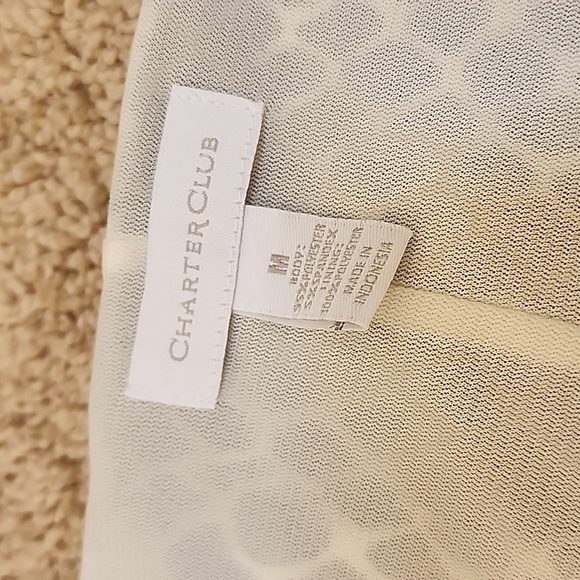 CHARTER CLUB
M
BODY:
95%POLYESTER
5%SPANDEX
LINING:
100%POLYESTER
MADE IN
INDONESIA